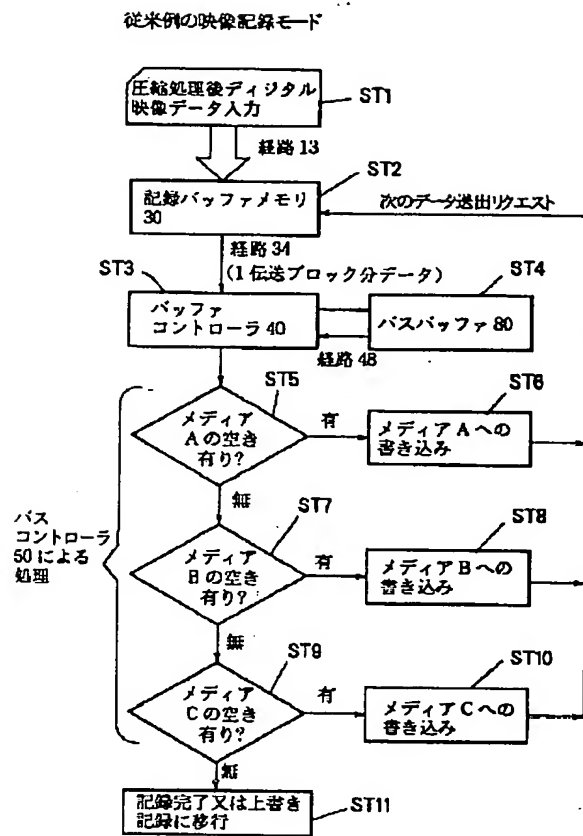 従来例の映像記録モード
圧縮処理後ディジタル
映像データ入力
ST1
経路 13
ST2
記録バッファメモリ
30
次のデータ送出リクエスト
経路 34
(1 伝送ブロック分データ)
ST3
ST4
バッファ
コントローラ 40
バスバッファ 80
経路 48
ST5
メディア
A の空き
有り?
有
ST6
メディア A への
書き込み
無
バス
コントローラ
50 による
処理
ST7
メディア
B の空き
有り?
有
ST8
メディア B への
書き込み
無
ST9
メディア
C の空き
有り?
有
ST10
メディア C への
書き込み
無
記録完了又は上書き
記録に移行
ST11